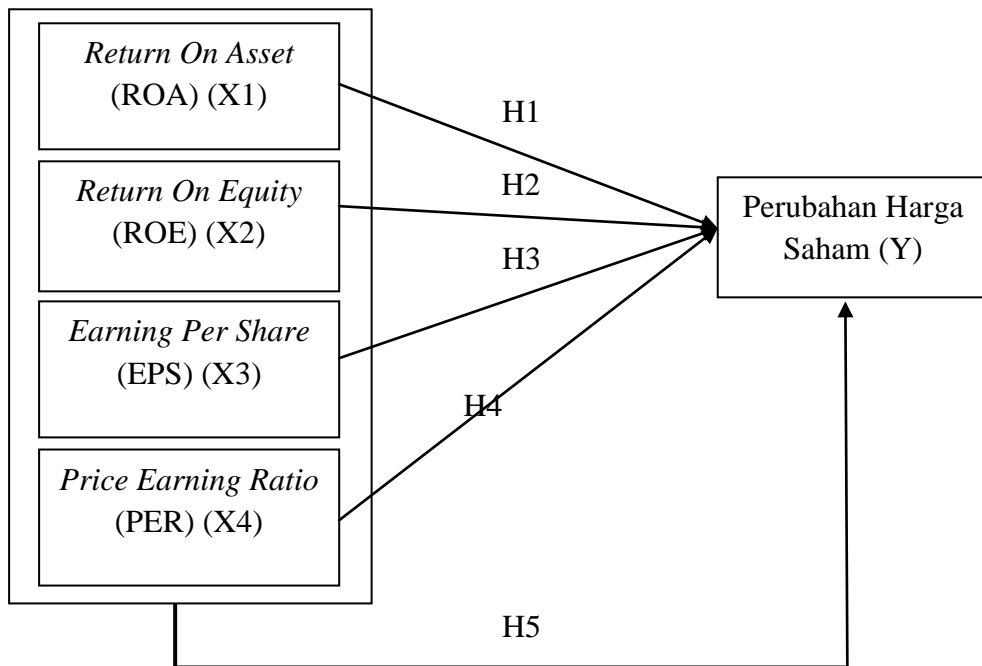 Return On Asset
(ROA) (X1)
Return On Equity
(ROE) (X2)
Earning Per Share
(EPS) (X3)
Price Earning Ratio
(PER) (X4)
H1
H2
H3
H4
H5
Perubahan Harga
Saham (Y)